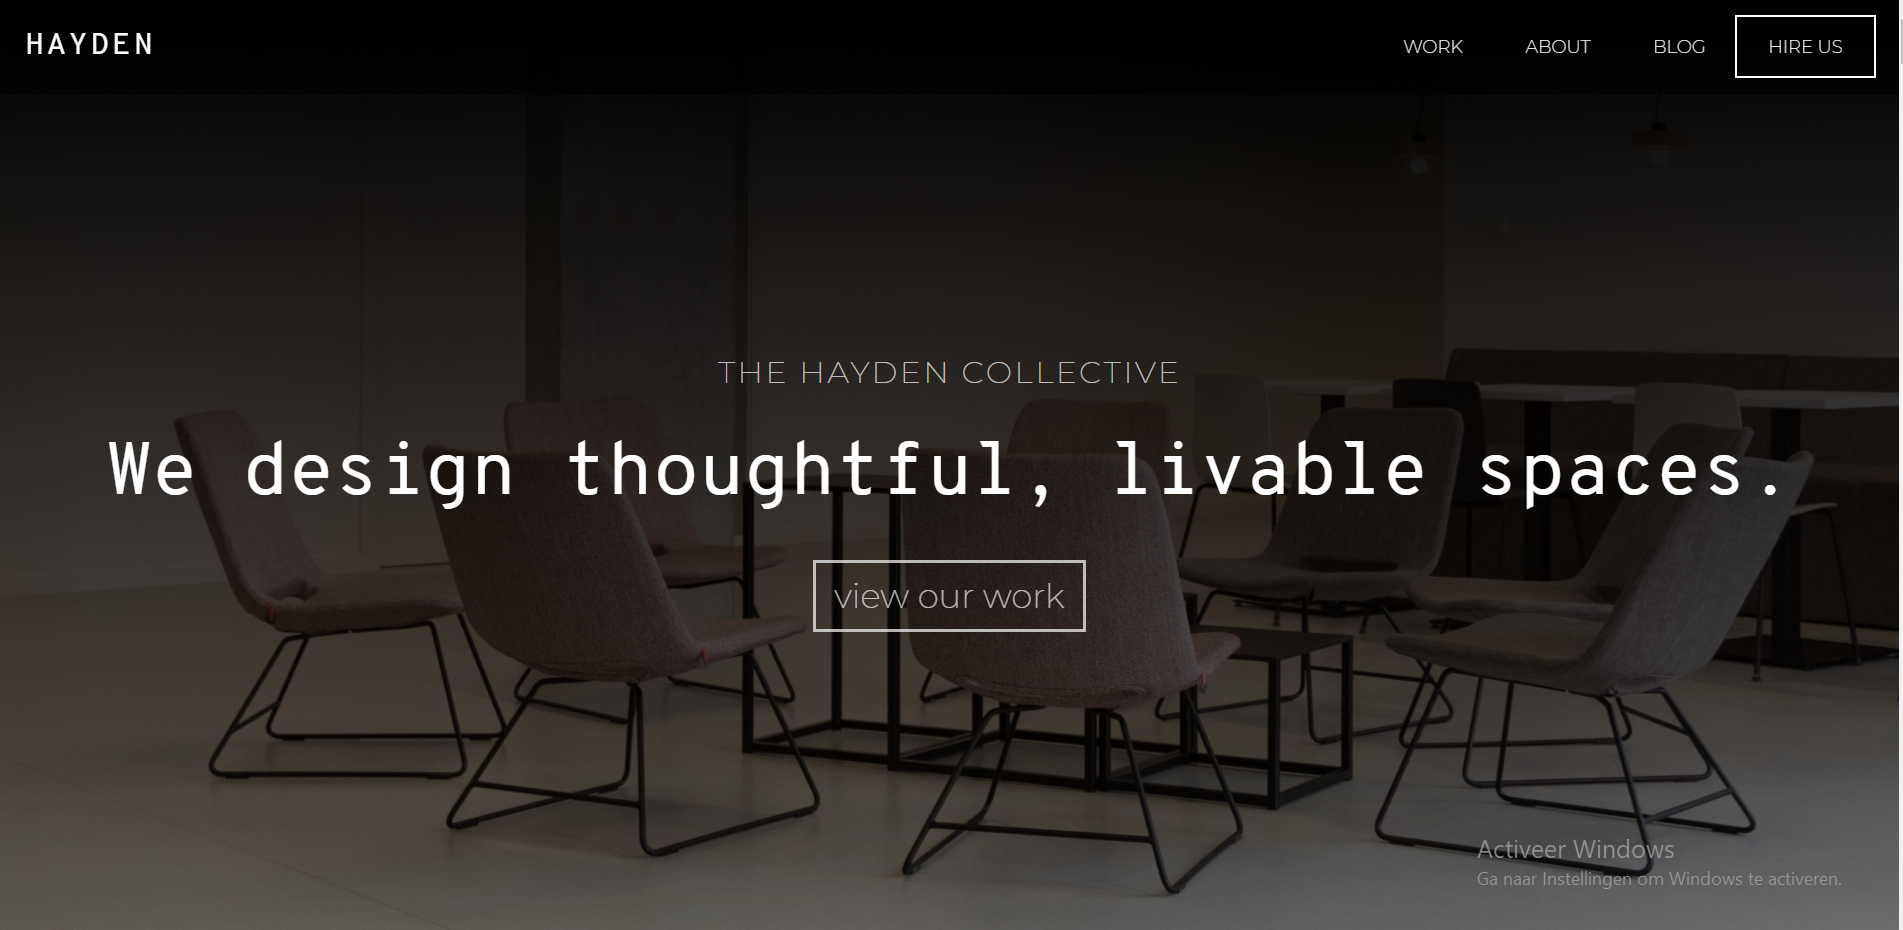 HAYDEN
WORK ABOUT BLOG HIRE US
THE HAYDEN COLLECTIVE
We design thoughtful, livable spaces.
view our work
Activeer Windows
Ga naar Instellingen om Windows te activeren.